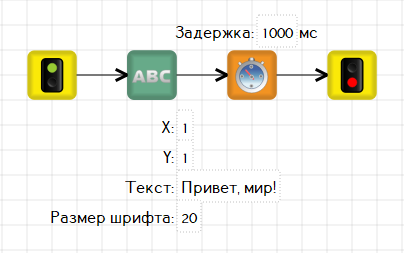 Задержка: 1000 мс
ABC
X: 1
Y: 1
Текст: Привет, мир!
Размер шрифта: 20